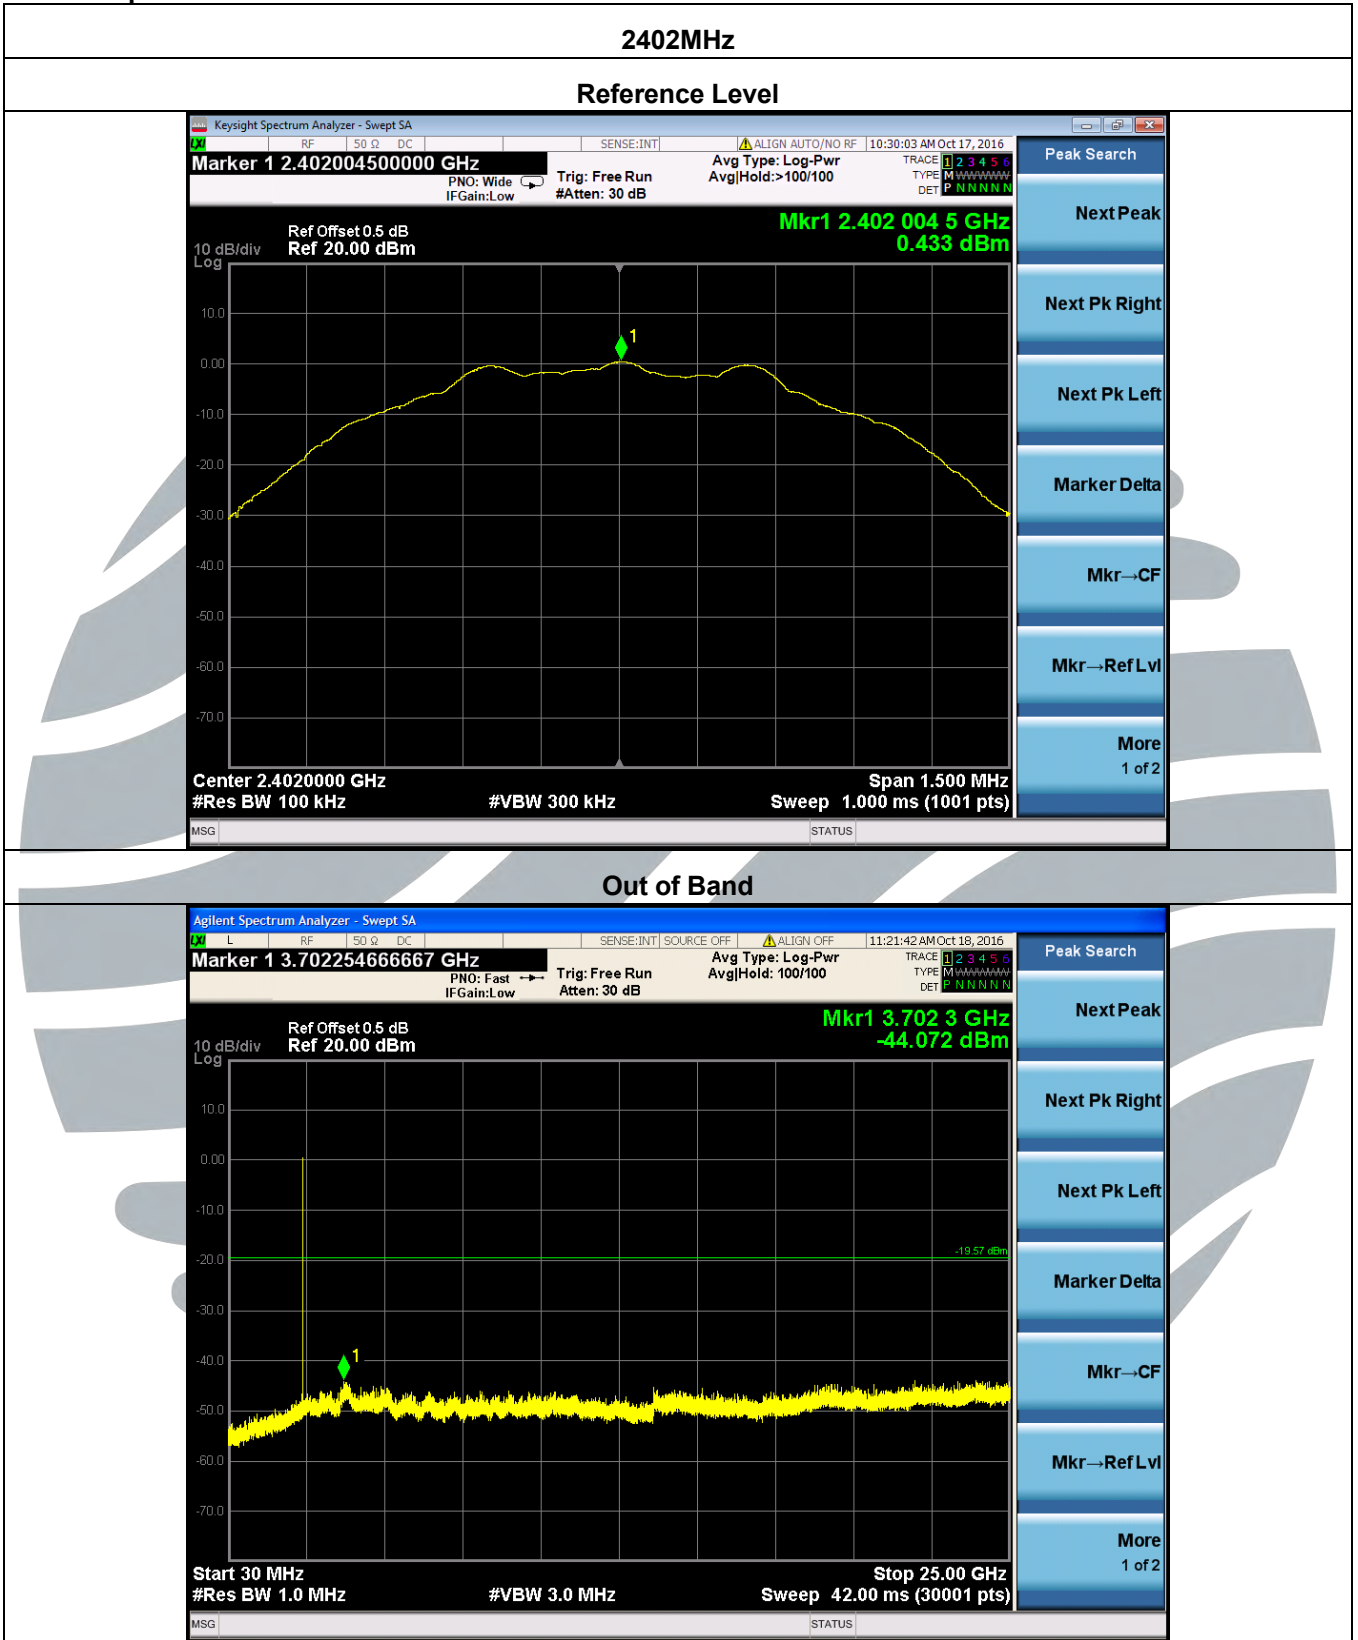 2402MHz
Reference Level
Keysight Spectrum Analyzer - Swept SA
LXI RF 50 Ω DC SENSE:INT ALIGN AUTO/NO RF 10:30:03 AM Oct 17, 2016
Marker 1 2.402004500000 GHz
PNO: Wide
IFGain:Low
Trig: Free Run
#Atten: 30 dB
Avg Type: Log-Pwr
Avg|Hold:>100/100
TRACE 1 2 3 4 5 6
TYPE M WWWWW
DET P N N N N N
Mkr1 2.402 004 5 GHz
0.433 dBm
Ref Offset 0.5 dB
10 dB/div Ref 20.00 dBm
Log
10.0
0.00
-10.0
-20.0
-30.0
-40.0
-50.0
-60.0
-70.0
1
Center 2.4020000 GHz Span 1.500 MHz
#Res BW 100 kHz #VBW 300 kHz Sweep 1.000 ms (1001 pts)
MSG STATUS
Peak Search
Next Peak
Next Pk Right
Next Pk Left
Marker Delta
Mkr→CF
Mkr→Ref Lvl
More
1 of 2
Out of Band
Agilent Spectrum Analyzer - Swept SA
LXI L RF 50 Ω DC SENSE:INT SOURCE OFF ALIGN OFF 11:21:42 AM Oct 18, 2016
Marker 1 3.702254666667 GHz
PNO: Fast
IFGain:Low
Trig: Free Run
Atten: 30 dB
Avg Type: Log-Pwr
Avg|Hold: 100/100
TRACE 1 2 3 4 5 6
TYPE M WWWWW
DET P N N N N N
Mkr1 3.702 3 GHz
-44.072 dBm
Ref Offset 0.5 dB
10 dB/div Ref 20.00 dBm
Log
10.0
0.00
-10.0
-20.0
-30.0
-40.0
-50.0
-60.0
-70.0
-19.57 dBm
1
Start 30 MHz Stop 25.00 GHz
#Res BW 1.0 MHz #VBW 3.0 MHz Sweep 42.00 ms (30001 pts)
MSG STATUS
Peak Search
Next Peak
Next Pk Right
Next Pk Left
Marker Delta
Mkr→CF
Mkr→Ref Lvl
More
1 of 2